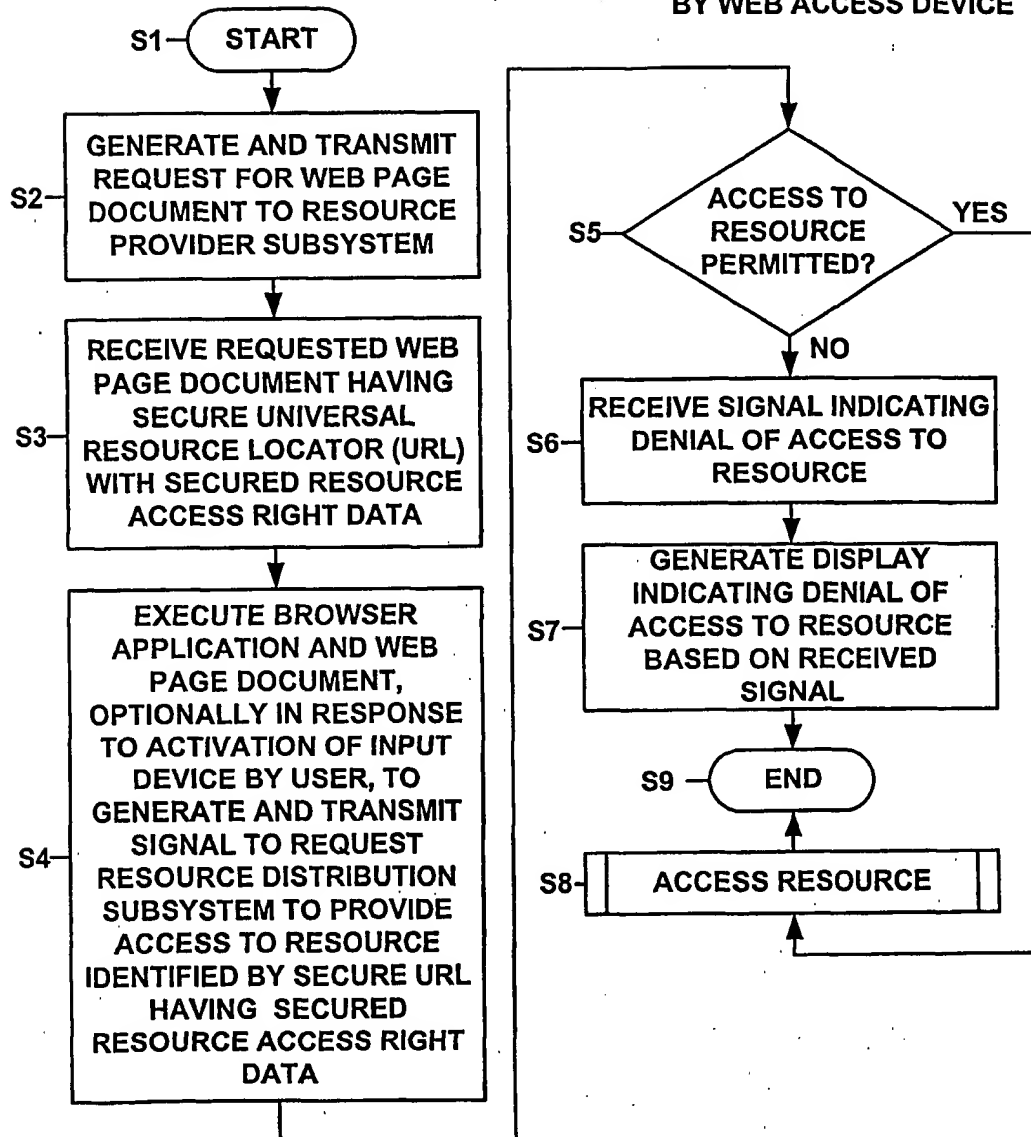 BY WEB ACCESS DEVICE
S1
START
S2
GENERATE AND TRANSMIT
REQUEST FOR WEB PAGE
DOCUMENT TO RESOURCE
PROVIDER SUBSYSTEM
S3
RECEIVE REQUESTED WEB
PAGE DOCUMENT HAVING
SECURE UNIVERSAL
RESOURCE LOCATOR (URL)
WITH SECURED RESOURCE
ACCESS RIGHT DATA
S4
EXECUTE BROWSER
APPLICATION AND WEB
PAGE DOCUMENT,
OPTIONALLY IN RESPONSE
TO ACTIVATION OF INPUT
DEVICE BY USER, TO
GENERATE AND TRANSMIT
SIGNAL TO REQUEST
RESOURCE DISTRIBUTION
SUBSYSTEM TO PROVIDE
ACCESS TO RESOURCE
IDENTIFIED BY SECURE URL
HAVING SECURED
RESOURCE ACCESS RIGHT
DATA
S5
ACCESS TO
RESOURCE
PERMITTED?
YES
NO
S6
RECEIVE SIGNAL INDICATING
DENIAL OF ACCESS TO
RESOURCE
S7
GENERATE DISPLAY
INDICATING DENIAL OF
ACCESS TO RESOURCE
BASED ON RECEIVED
SIGNAL
S9
END
S8
ACCESS RESOURCE